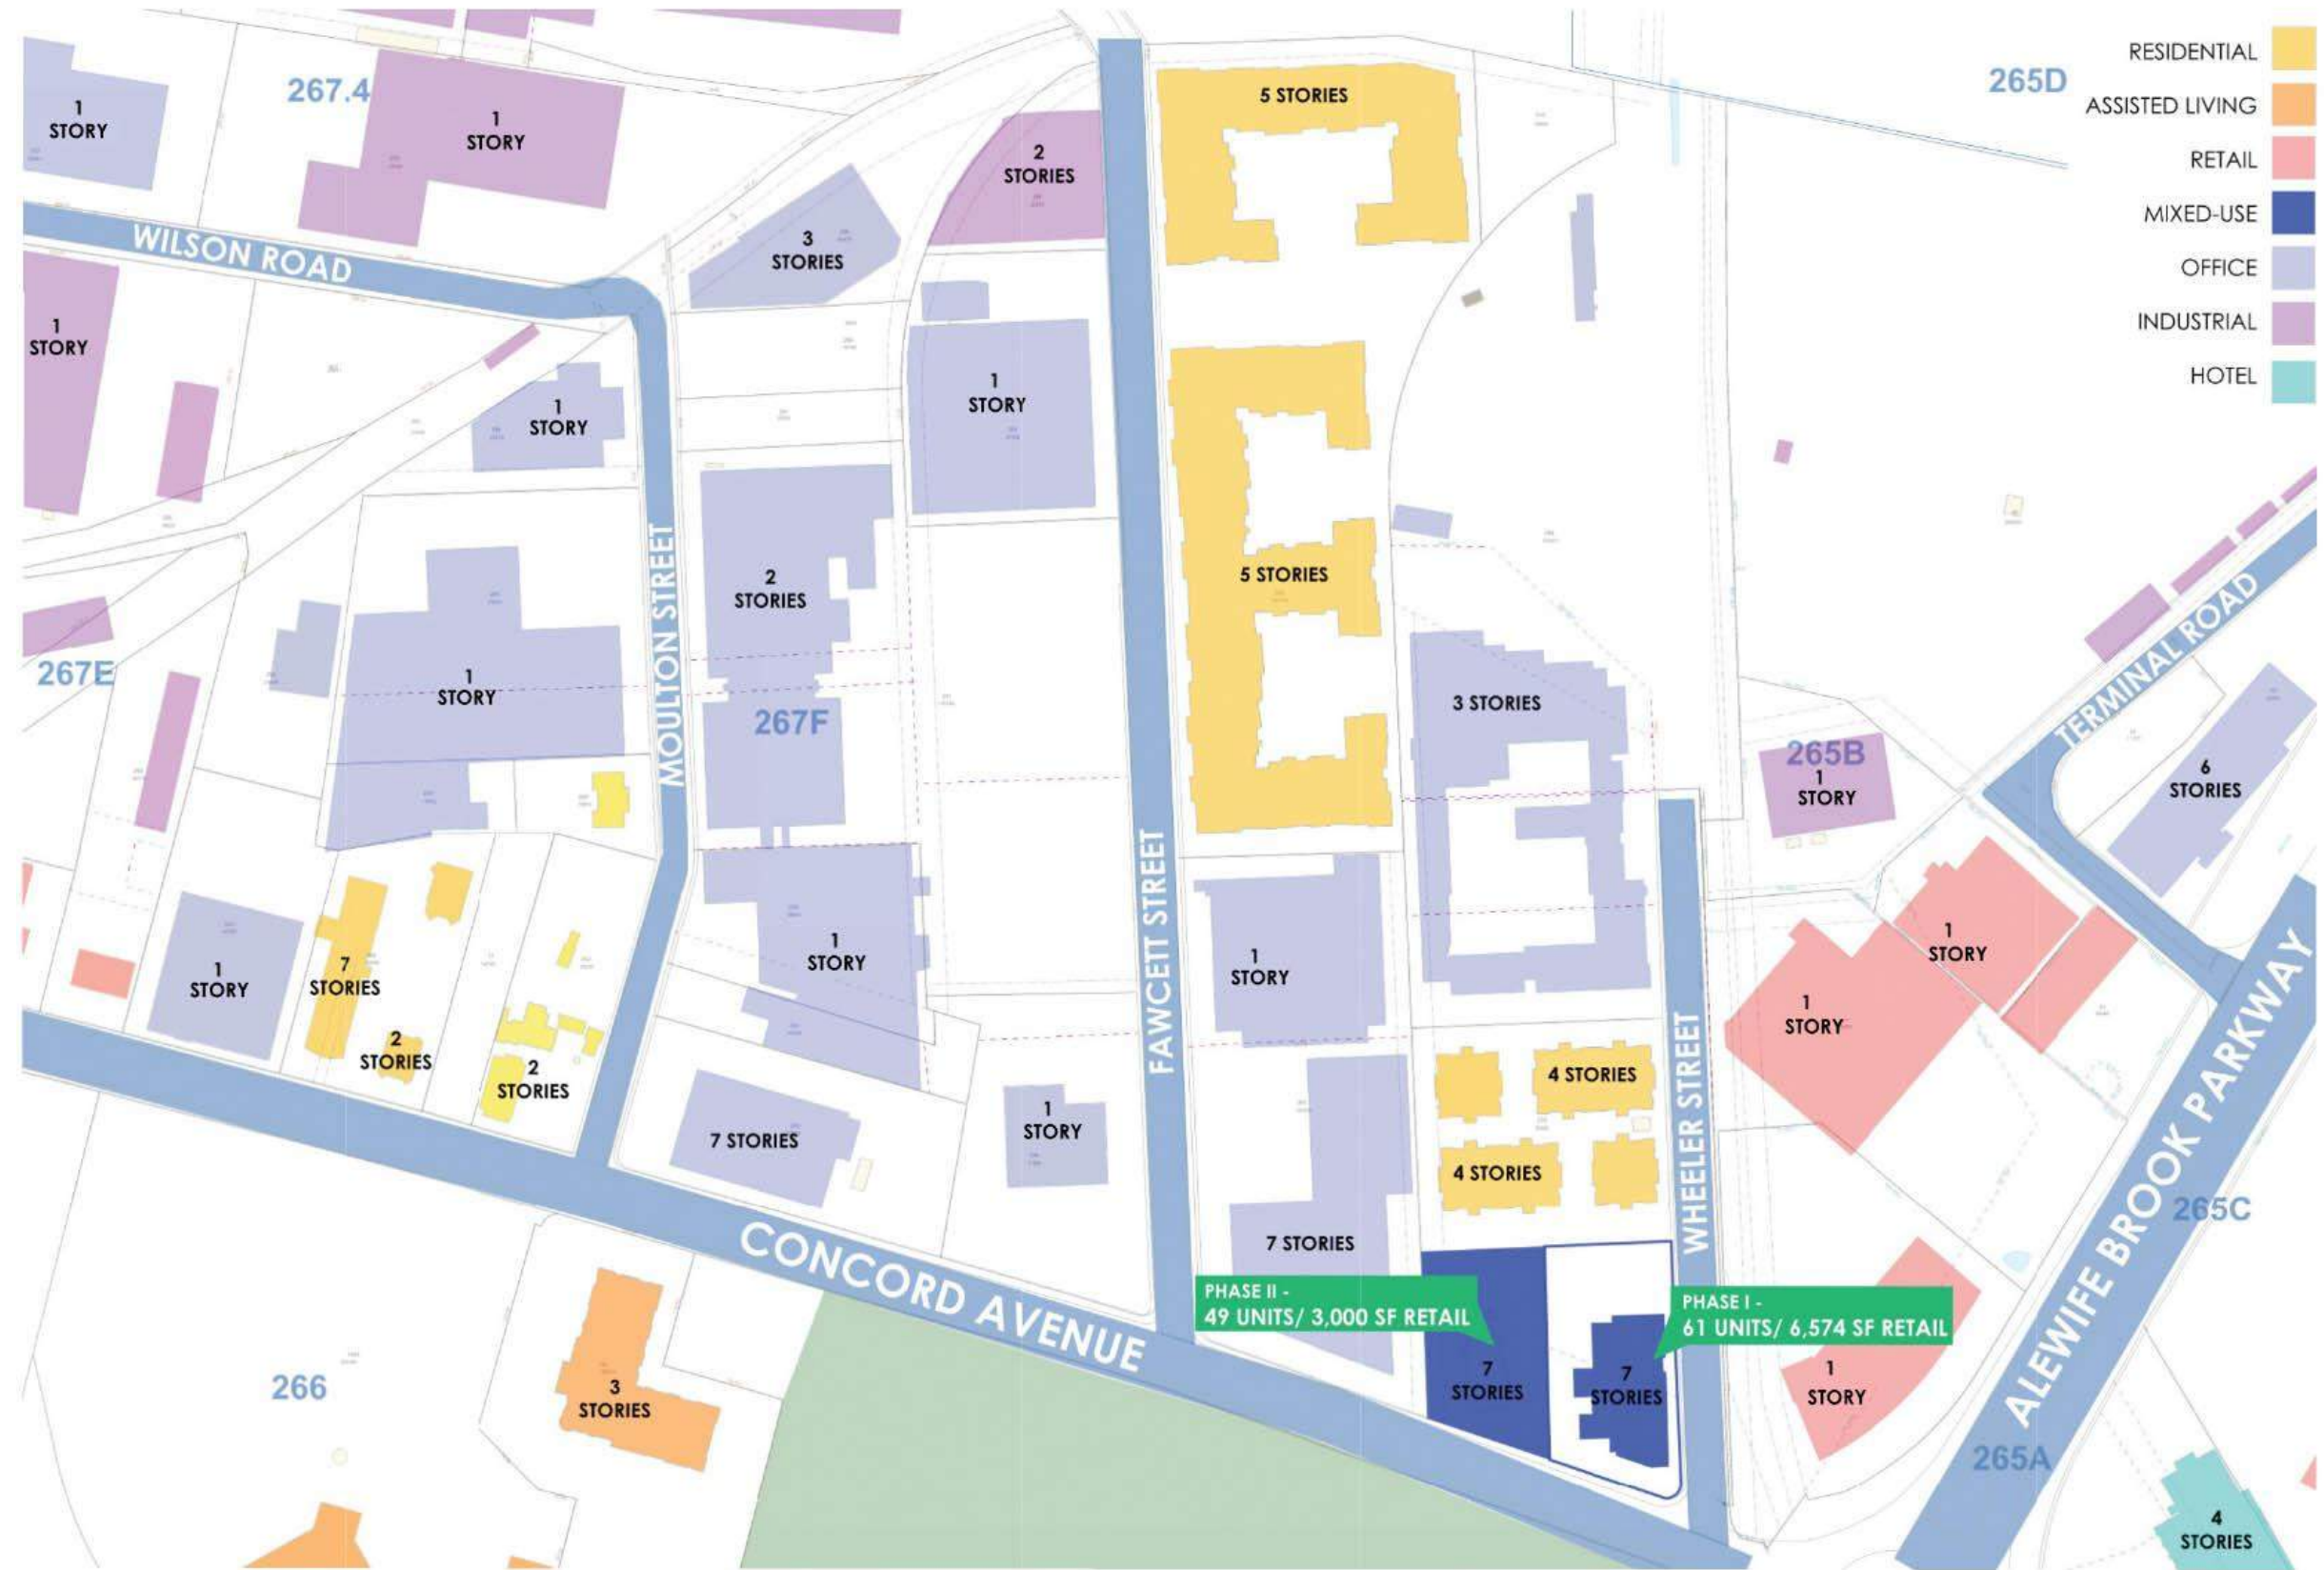 RESIDENTIAL
ASSISTED LIVING
RETAIL
MIXED-USE
OFFICE
INDUSTRIAL
HOTEL
265D
267.4
1
STORY
1
STORY
5 STORIES
2
STORIES
3
STORIES
WILSON ROAD
1
STORY
1
STORY
1
STORY
MOULTON STREET
2
STORIES
5 STORIES
267E
1
STORY
267F
3 STORIES
TERMINAL ROAD
265B
1
STORY
6
STORIES
FAWCETT STREET
1
STORY
7
STORIES
2
STORIES
2
STORIES
1
STORY
1
STORY
1
STORY
1
STORY
7 STORIES
1
STORY
4 STORIES
4 STORIES
WHEELER STREET
ALEWIFE BROOK PARKWAY
265C
CONCORD AVENUE
7 STORIES
PHASE II -
49 UNITS/ 3,000 SF RETAIL
PHASE I -
61 UNITS/ 6,574 SF RETAIL
7
STORIES
7
STORIES
1
STORY
266
3
STORIES
265A
4
STORIES